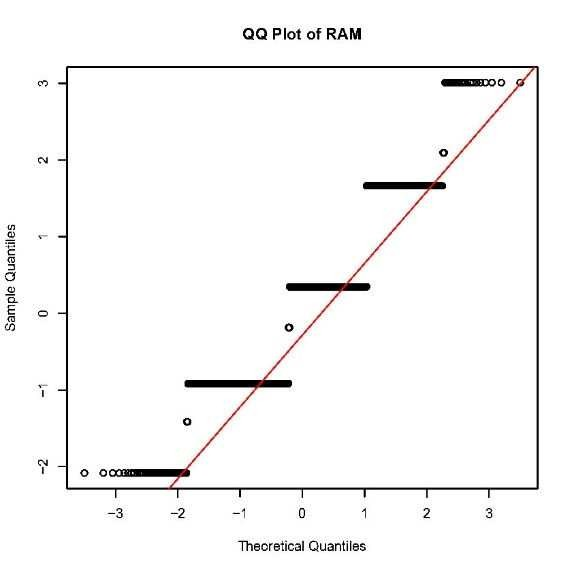 QQ Plot of RAM
3
2
1
0
−1
−2
Sample Quantiles
−3 −2 −1 0 1 2 3
Theoretical Quantiles